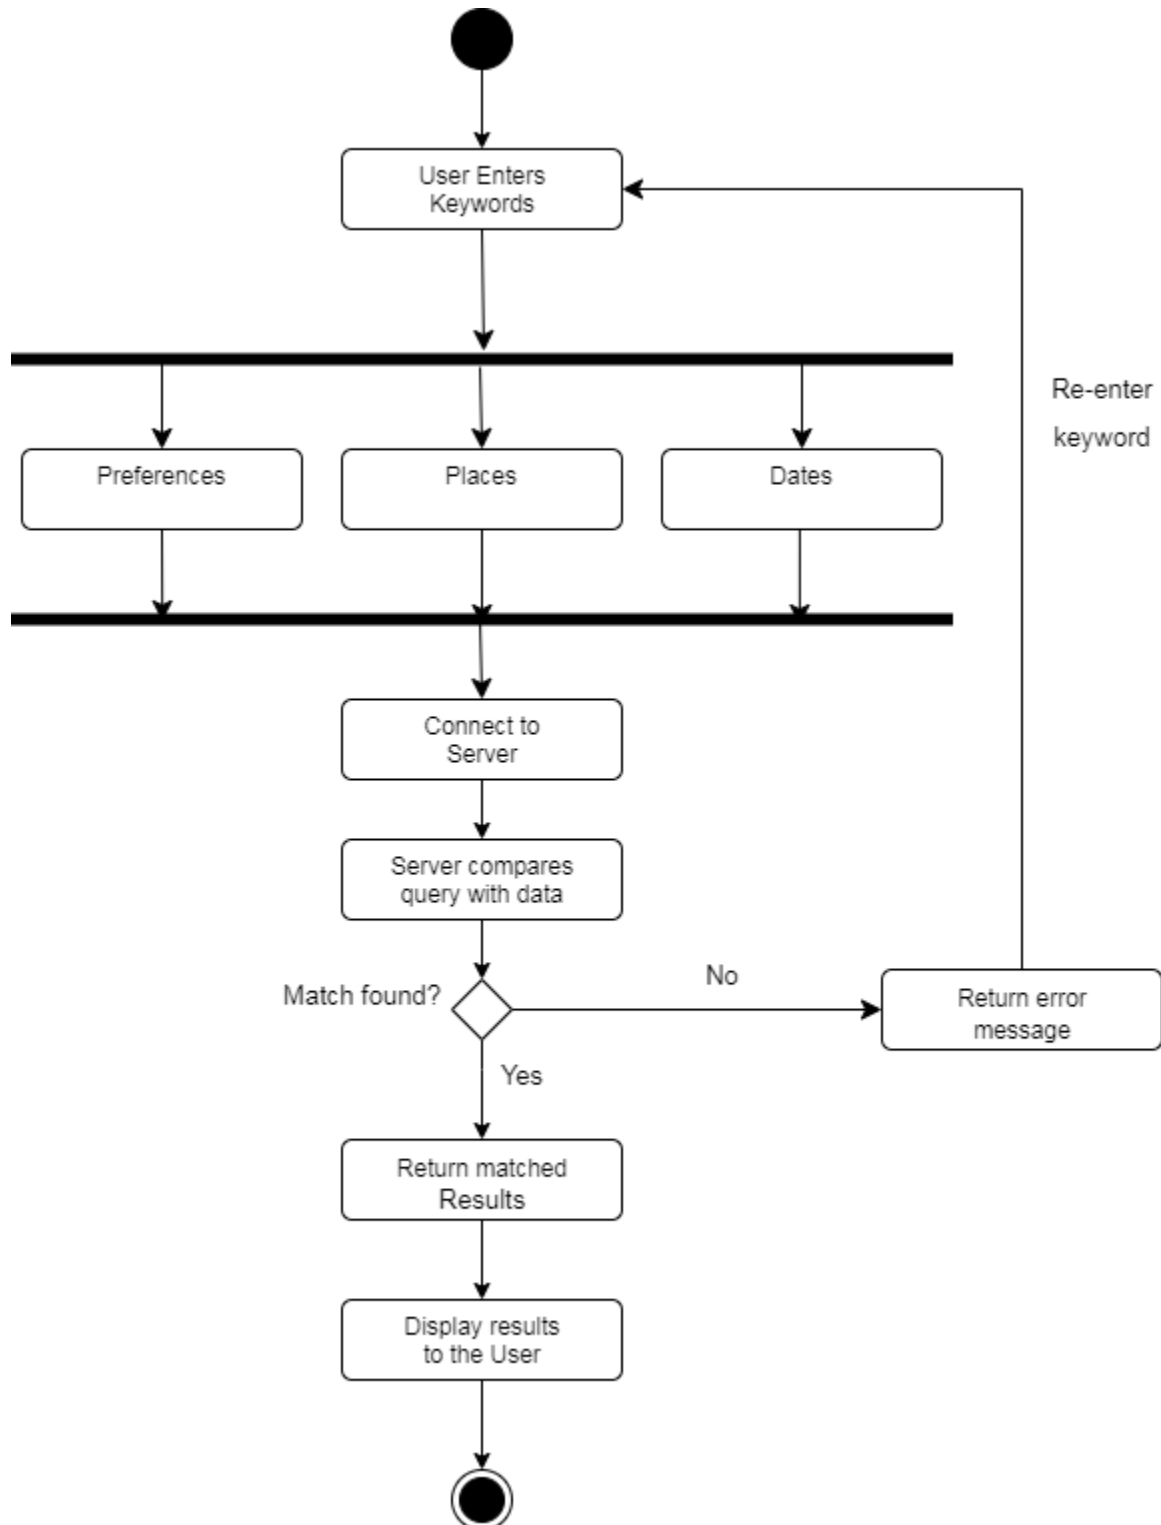 User Enters
Keywords
Re-enter
keyword
Preferences
Places
Dates
Connect to
Server
Server compares
query with data
Match found?
No
Return error
message
Yes
Return matched
Results
Display results
to the User